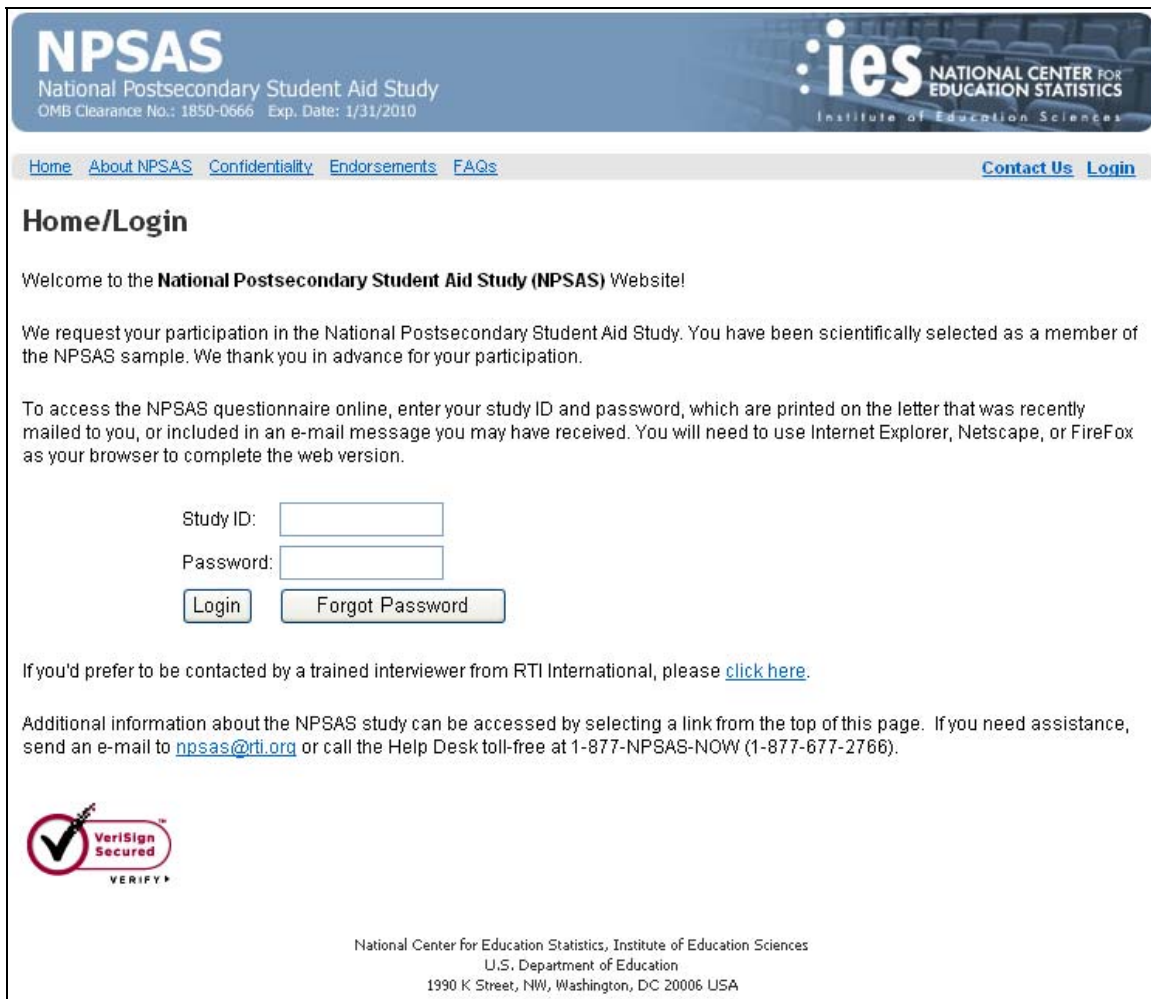 NPSAS
National Postsecondary Student Aid Study
OMB Clearance No.: 1850-0666 Exp. Date: 1/31/2010
ies NATIONAL CENTER FOR
EDUCATION STATISTICS
Institute of Education Sciences
Home About NPSAS Confidentiality Endorsements FAQs Contact Us Login
Home/Login
Welcome to the National Postsecondary Student Aid Study (NPSAS) Website!
We request your participation in the National Postsecondary Student Aid Study. You have been scientifically selected as a member of
the NPSAS sample. We thank you in advance for your participation.
To access the NPSAS questionnaire online, enter your study ID and password, which are printed on the letter that was recently
mailed to you, or included in an e-mail message you may have received. You will need to use Internet Explorer, Netscape, or FireFox
as your browser to complete the web version.
Study ID:
Password:
Login Forgot Password
If you'd prefer to be contacted by a trained interviewer from RTI International, please click here.
Additional information about the NPSAS study can be accessed by selecting a link from the top of this page. If you need assistance,
send an e-mail to npsas@rti.org or call the Help Desk toll-free at 1-877-NPSAS-NOW (1-877-677-2766).
VeriSign™
Secured
VERIFY
National Center for Education Statistics, Institute of Education Sciences
U.S. Department of Education
1990 K Street, NW, Washington, DC 20006 USA